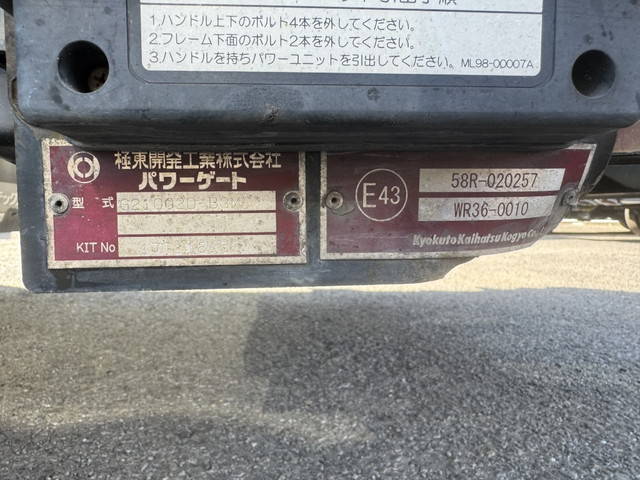 1.ハンドル上下のボルト4本を外してください。
2.フレーム下面のボルト2本を外してください。
3.ハンドルを持ちパワーユニットを引出してください。 ML98-00007A
極東開発工業株式会社
パワーゲート
型式
KIT No
E43
58R-020257
WR36-0010
Kyokuto Kaihatsu Kogyo